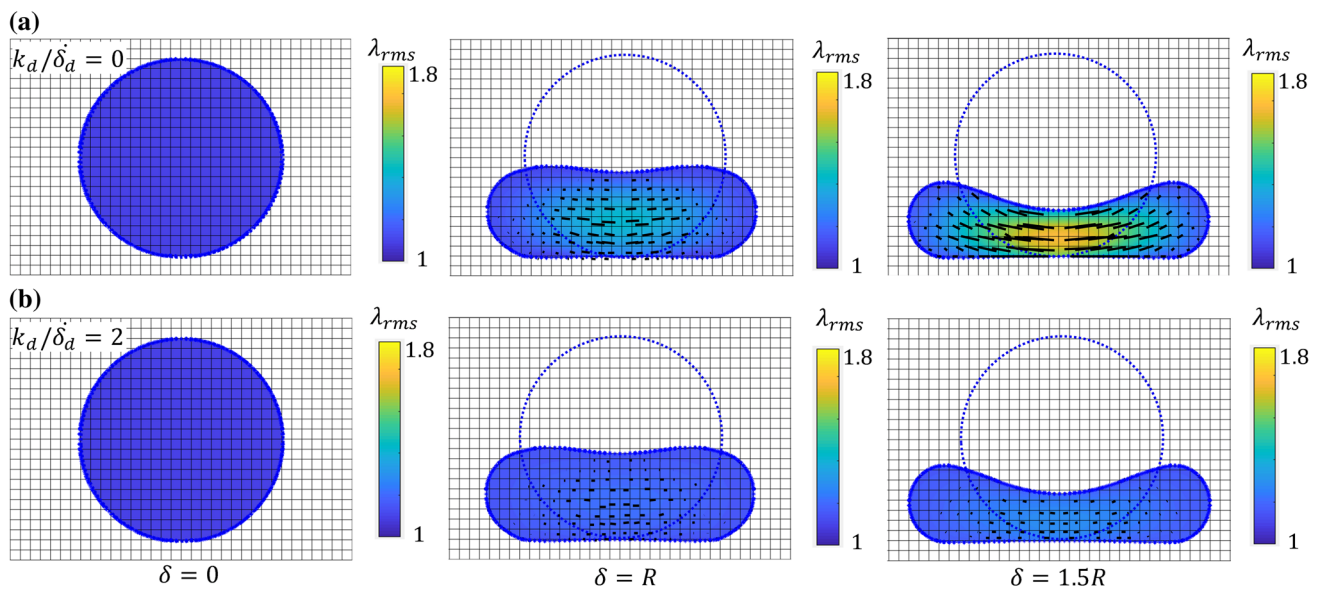 (a)
k_d/δ̇_d = 0
λ_rms
1.8
1
λ_rms
1.8
1
λ_rms
1.8
1
(b)
k_d/δ̇_d = 2
λ_rms
1.8
1
λ_rms
1.8
1
λ_rms
1.8
1
δ = 0
δ = R
δ = 1.5R